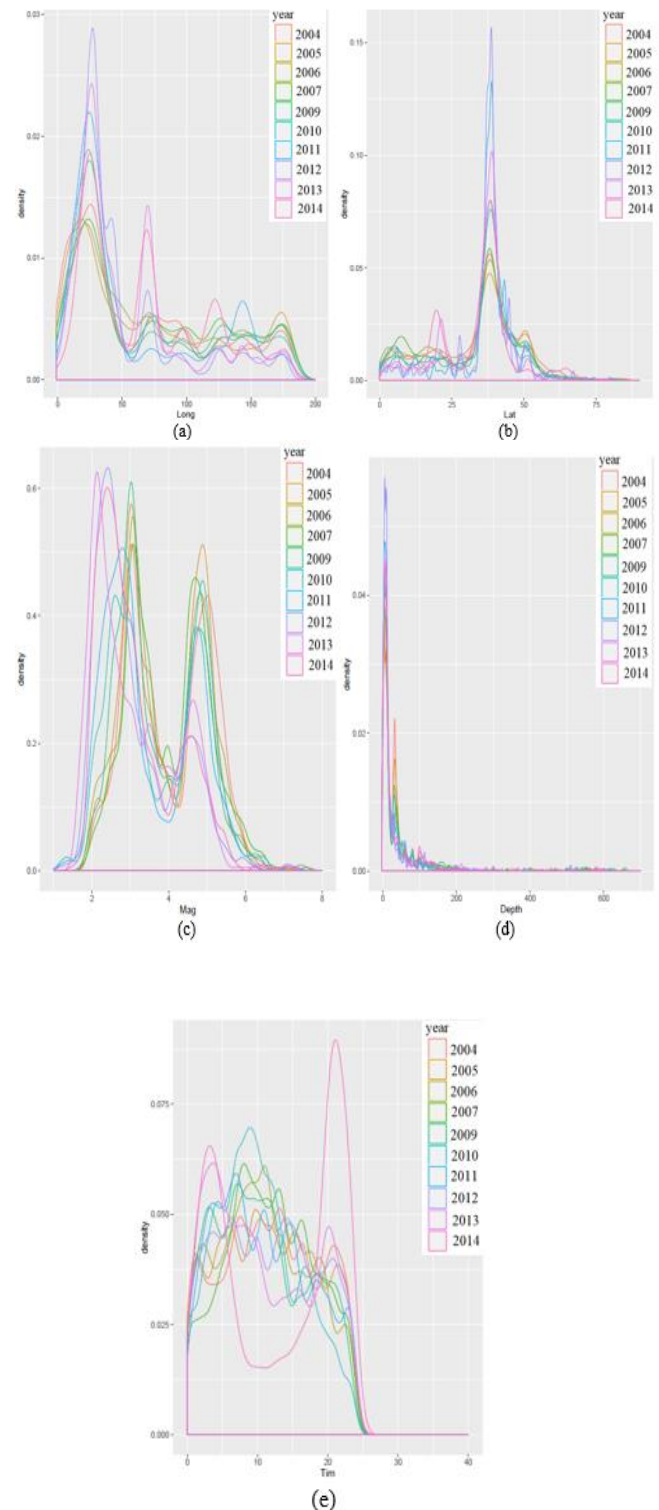 year
2004
2005
2006
2007
2009
2010
2011
2012
2013
2014
0.03
0.02
0.01
0.00
density
0 50 100 150 200
Long
(a)
year
2004
2005
2006
2007
2009
2010
2011
2012
2013
2014
0.15
0.10
0.05
0.00
density
0 25 50 75
Lat
(b)
year
2004
2005
2006
2007
2009
2010
2011
2012
2013
2014
0.6
0.4
0.2
0.0
density
2 4 6 8
Mag
(c)
year
2004
2005
2006
2007
2009
2010
2011
2012
2013
2014
0.04
0.02
0.00
density
0 200 400 600
Depth
(d)
year
2004
2005
2006
2007
2009
2010
2011
2012
2013
2014
0.075
0.050
0.025
0.000
density
0 10 20 30 40
Tim
(e)